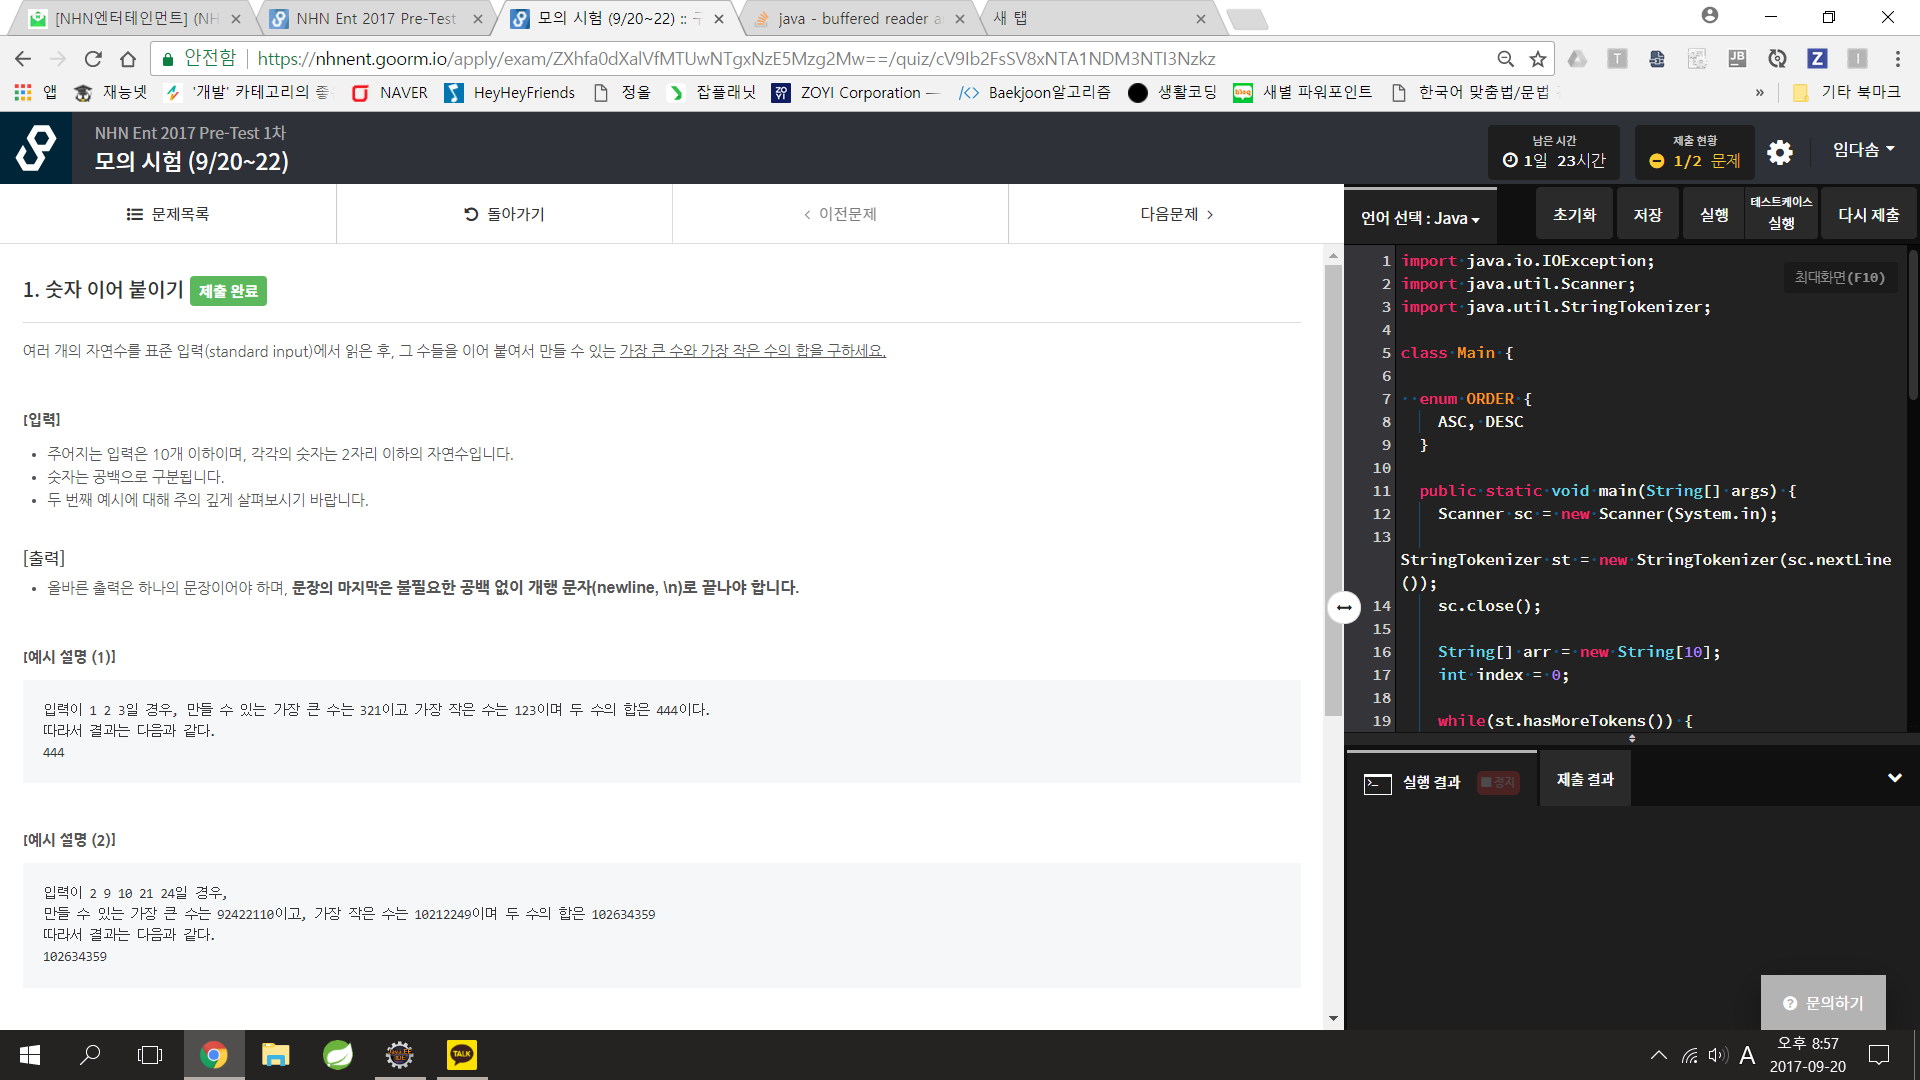 [NHN엔터테인먼트] (NH
NHN Ent 2017 Pre-Test
모의 시험 (9/20~22) :: 구
java - buffered reader a
새 탭
안전함
https://nhnent.goorm.io/apply/exam/ZXhfa0dXalVfMTUwNTgxNzE5Mzg2Mw==/quiz/cV9Ib2FsSV8xNTA1NDM3NTI3Nzkz
앱
재능넷
'개발' 카테고리의 좋
NAVER
HeyHeyFriends
정올
잡플래닛
ZOYI Corporation —
Baekjoon알고리즘
생활코딩
새별 파워포인트
한국어 맞춤법/문법
기타 북마크
NHN Ent 2017 Pre-Test 1차
모의 시험 (9/20~22)
남은 시간
1일 23시간
제출 현황
1/2 문제
임다솜
문제목록
돌아가기
이전문제
다음문제
언어 선택 : Java
초기화
저장
실행
테스트케이스
실행
다시 제출
1. 숫자 이어 붙이기 제출 완료
여러 개의 자연수를 표준 입력(standard input)에서 읽은 후, 그 수들을 이어 붙여서 만들 수 있는 가장 큰 수와 가장 작은 수의 합을 구하세요.
[입력]
• 주어지는 입력은 10개 이하이며, 각각의 숫자는 2자리 이하의 자연수입니다.
• 숫자는 공백으로 구분됩니다.
• 두 번째 예시에 대해 주의 깊게 살펴보시기 바랍니다.
[출력]
• 올바른 출력은 하나의 문장이어야 하며, 문장의 마지막은 불필요한 공백 없이 개행 문자(newline, \n)로 끝나야 합니다.
[예시 설명 (1)]
입력이 1 2 3일 경우, 만들 수 있는 가장 큰 수는 321이고 가장 작은 수는 123이며 두 수의 합은 444이다.
따라서 결과는 다음과 같다.
444
[예시 설명 (2)]
입력이 2 9 10 21 24일 경우,
만들 수 있는 가장 큰 수는 92422110이고, 가장 작은 수는 10212249이며 두 수의 합은 102634359
따라서 결과는 다음과 같다.
102634359
최대화면(F10)
1 import java.io.IOException;
2 import java.util.Scanner;
3 import java.util.StringTokenizer;
4
5 class Main {
6
7 enum ORDER {
8 ASC, DESC
9 }
10
11 public static void main(String[] args) {
12 Scanner sc = new Scanner(System.in);
13
StringTokenizer st = new StringTokenizer(sc.nextLine
());
14 sc.close();
15
16 String[] arr = new String[10];
17 int index = 0;
18
19 while(st.hasMoreTokens()) {
실행 결과
정지
제출 결과
문의하기
TALK
A
오후 8:57
2017-09-20